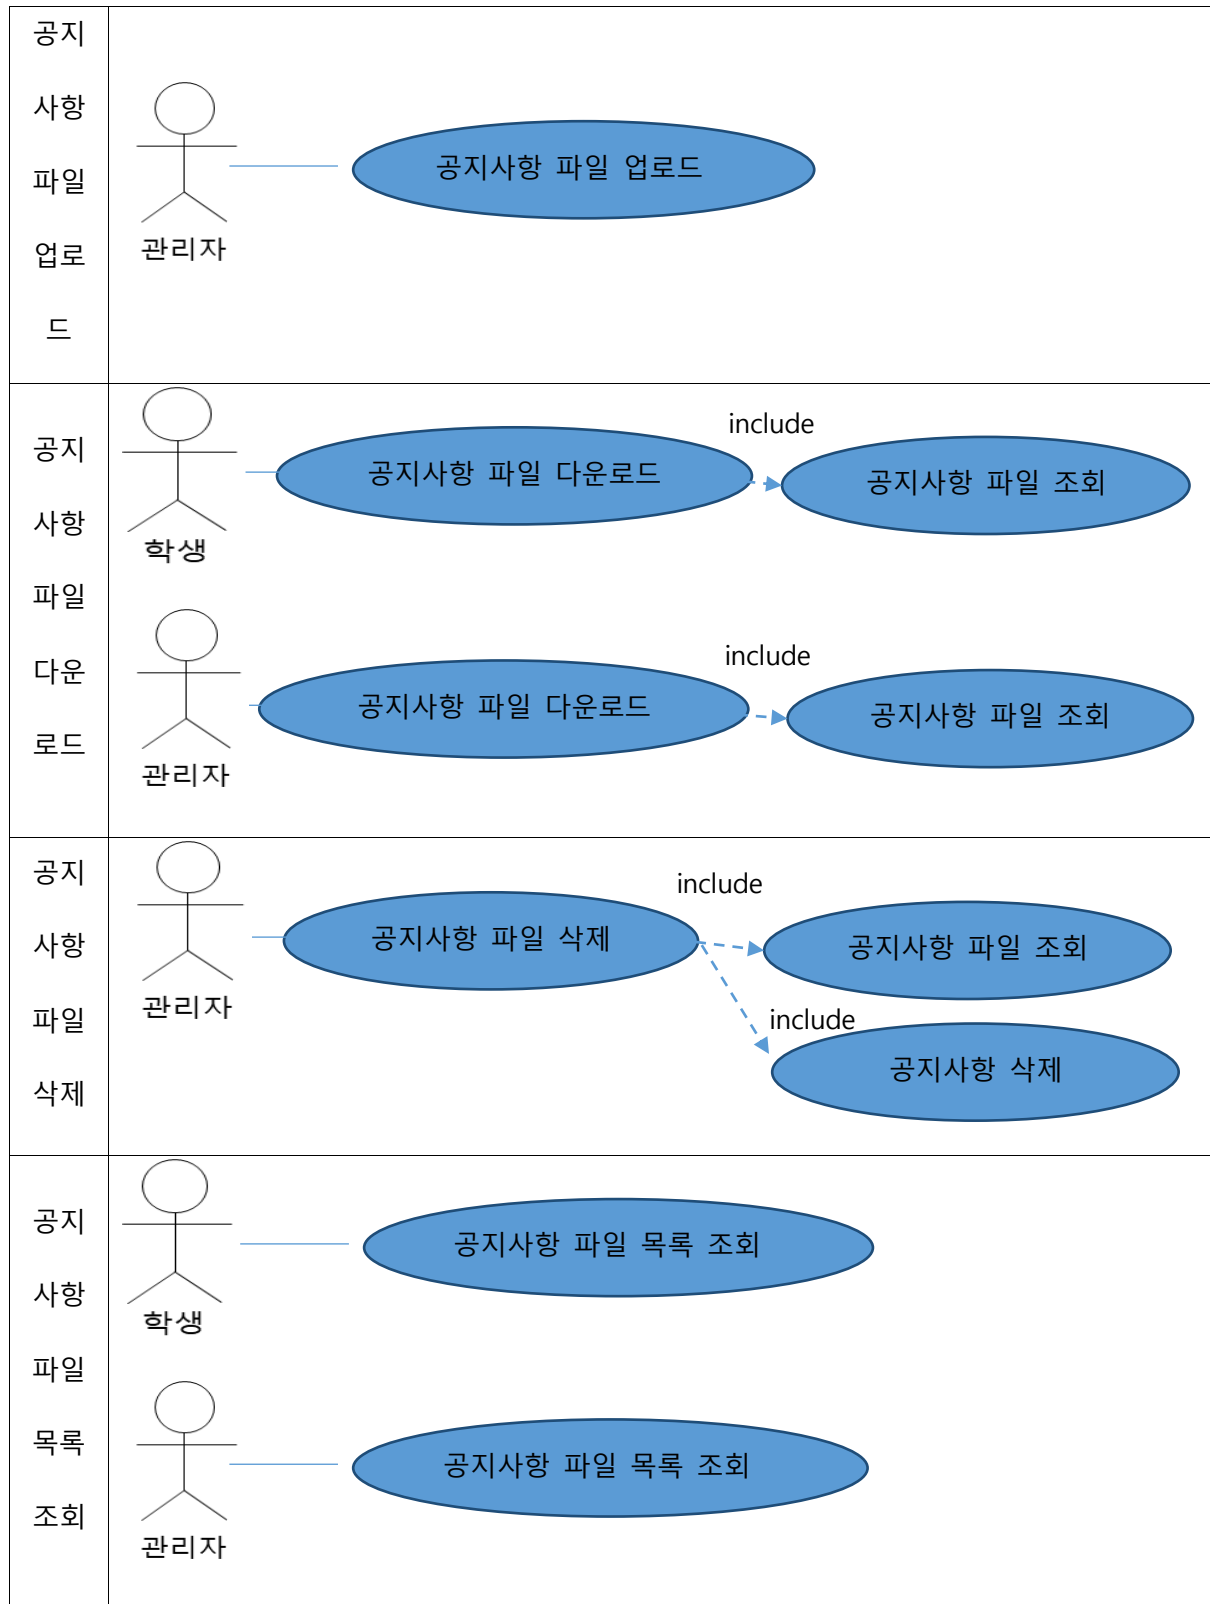 공지
사항
파일
업로
드
관리자
공지사항 파일 업로드
공지
사항
파일
다운
로드
학생
공지사항 파일 다운로드
include
공지사항 파일 조회
관리자
공지사항 파일 다운로드
include
공지사항 파일 조회
공지
사항
파일
삭제
관리자
공지사항 파일 삭제
include
공지사항 파일 조회
include
공지사항 삭제
공지
사항
파일
목록
조회
학생
공지사항 파일 목록 조회
관리자
공지사항 파일 목록 조회